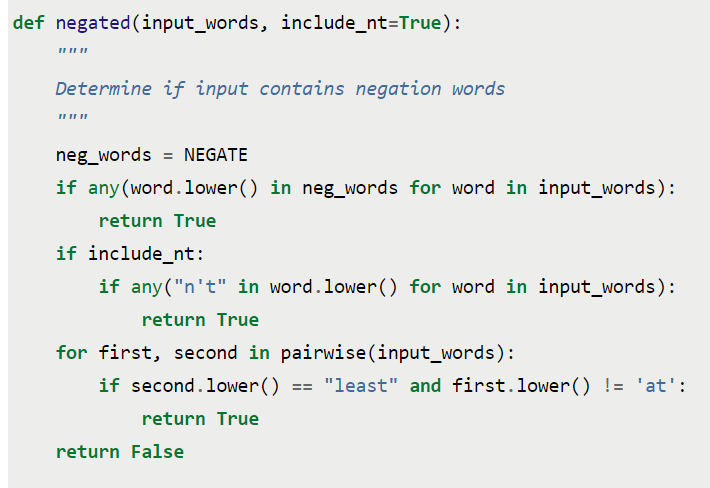 def negated(input_words, include_nt=True):
    """
    Determine if input contains negation words
    """
    neg_words = NEGATE
    if any(word.lower() in neg_words for word in input_words):
        return True
    if include_nt:
        if any("n't" in word.lower() for word in input_words):
            return True
    for first, second in pairwise(input_words):
        if second.lower() == "least" and first.lower() != 'at':
            return True
    return False